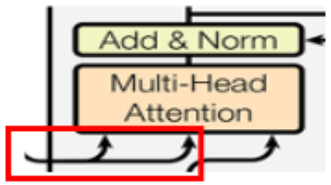 Add & Norm
Multi-Head
Attention